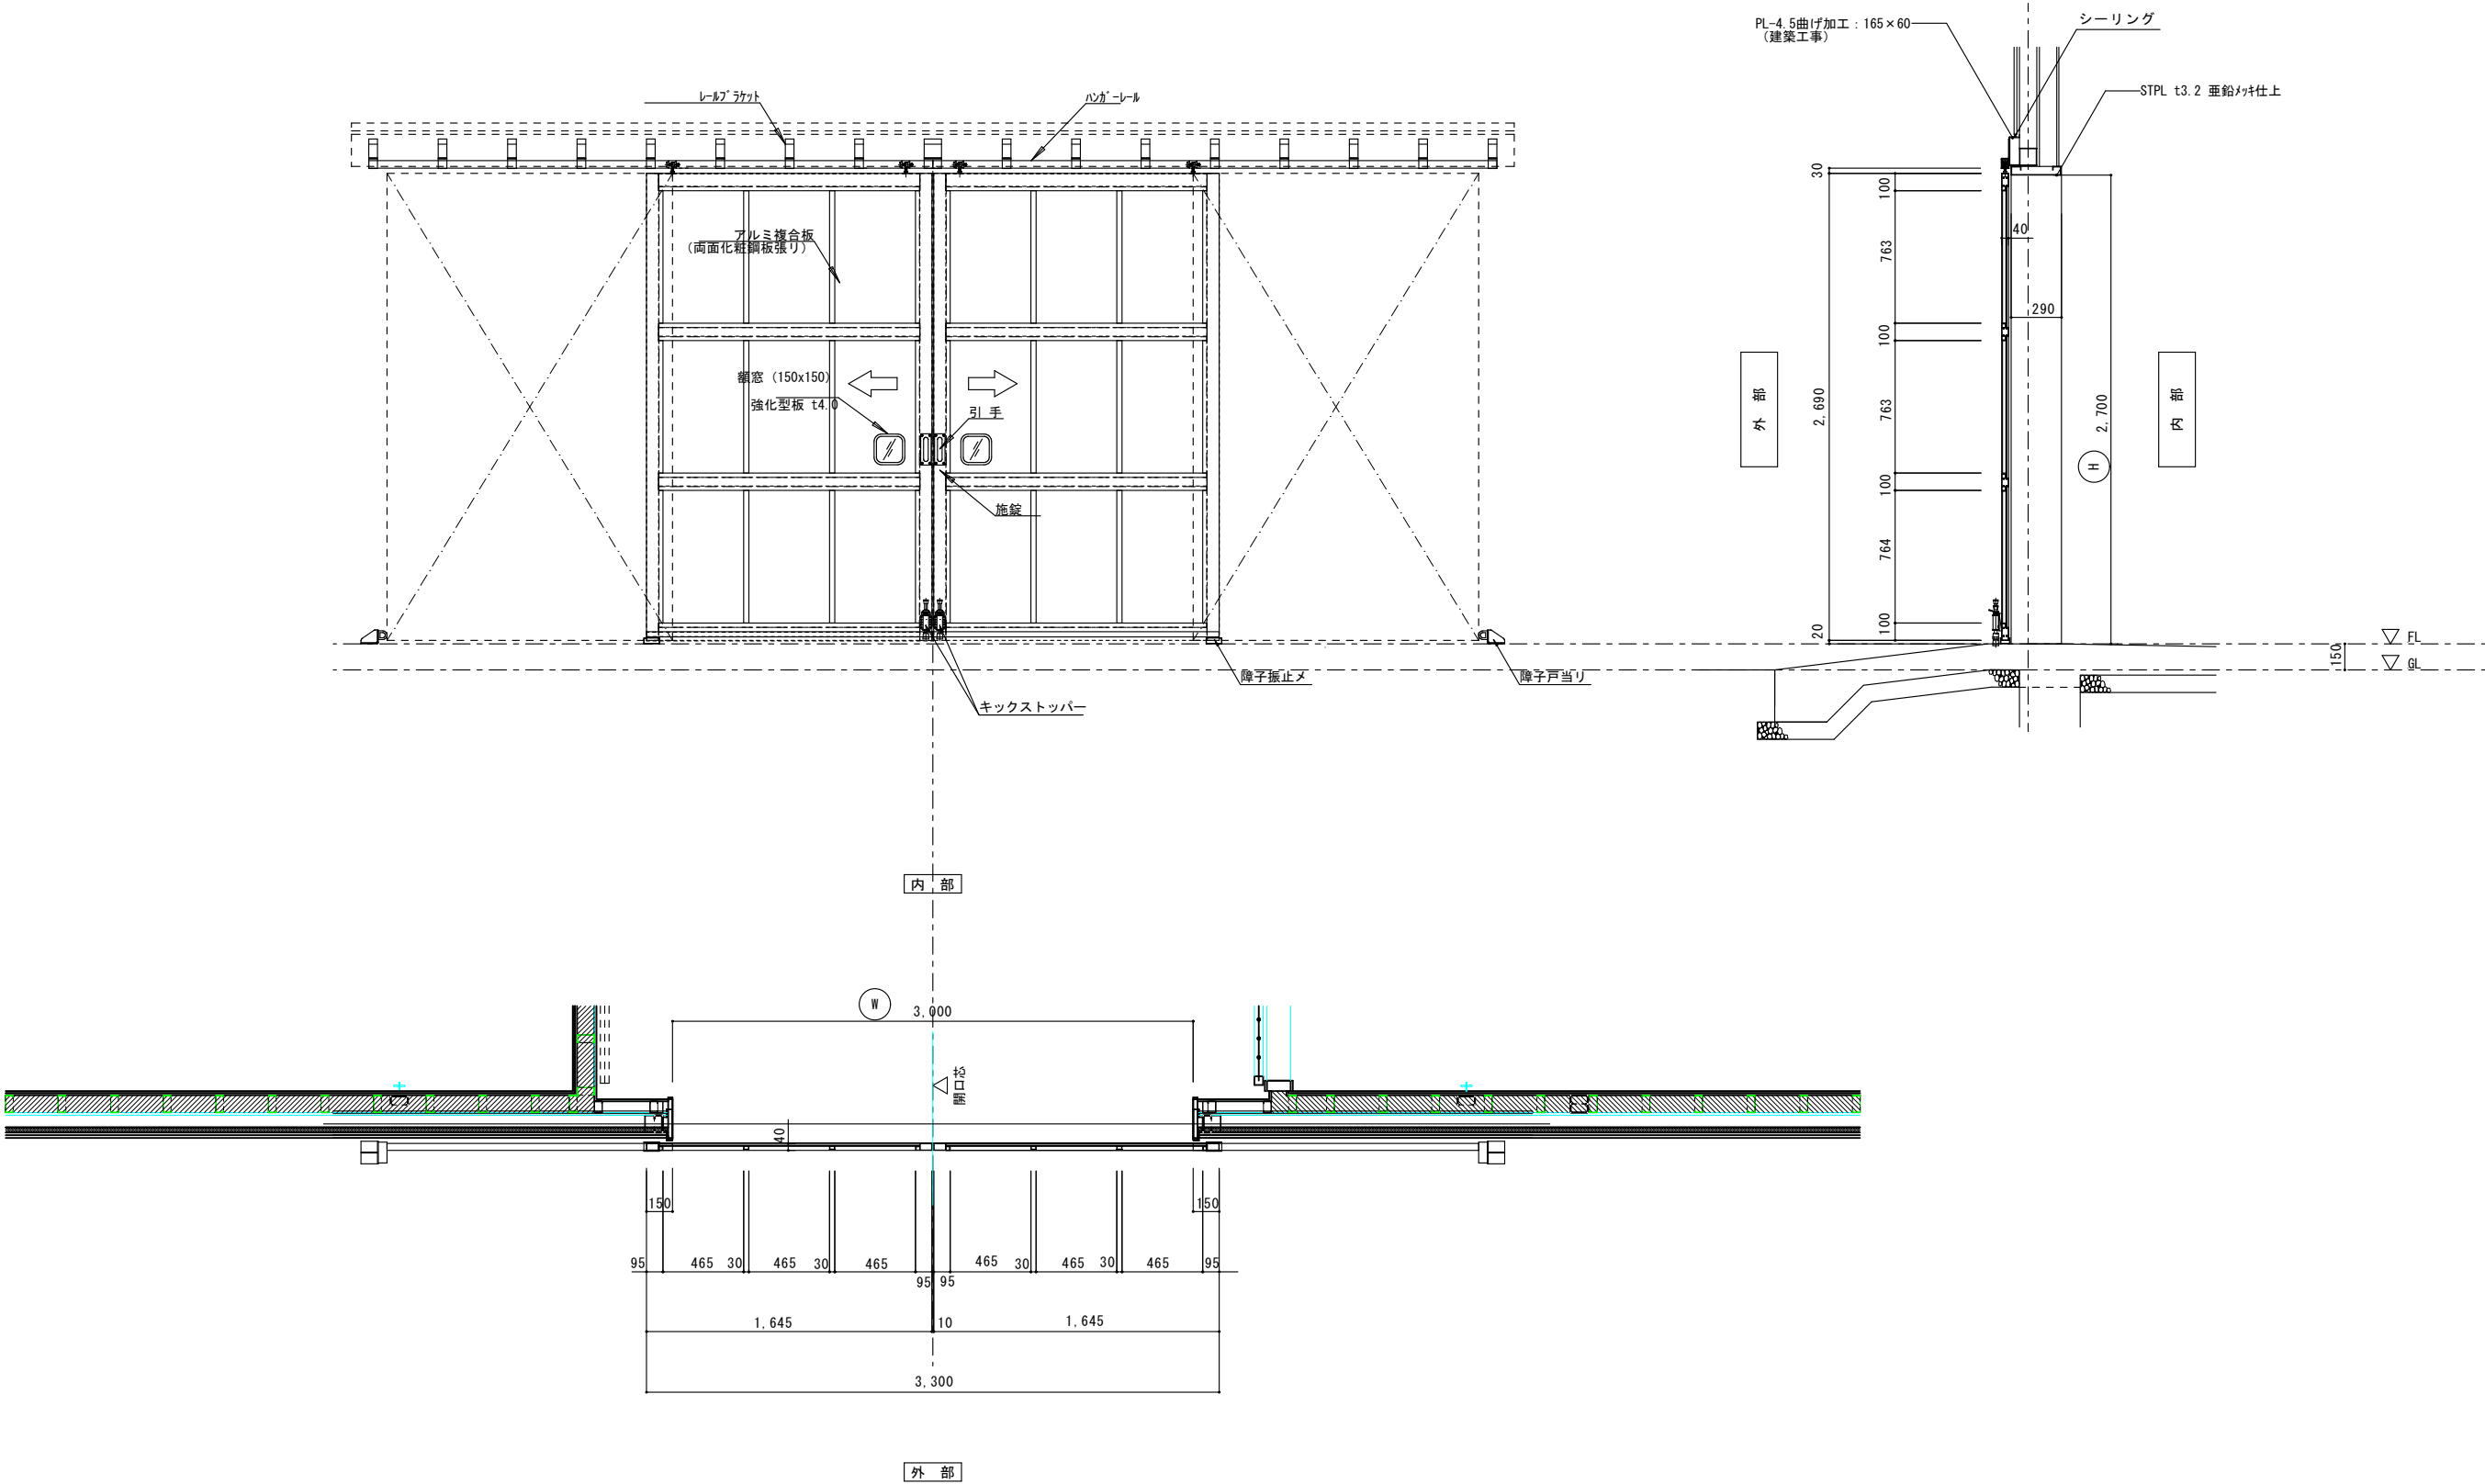 PL-4.5曲げ加工：165×60
（建築工事）
シーリング
STPL t3.2 亜鉛ﾒｯｷ仕上
ﾚｰﾙﾌﾞﾗｹｯﾄ
ﾊﾝｶﾞｰﾚｰﾙ
アルミ複合板
（両面化粧鋼板張リ）
額窓（150x150）
強化型板 t4.0
引 手
施錠
障子振止メ
障子戸当リ
キックストッパー
30
100
763
100
763
100
764
100
2,690
20
40
290
2,700
H
外 部
内 部
FL
GL
150
内 部
W
3,000
開口芯
40
150
150
95
465
30
465
30
465
95
95
465
30
465
30
465
95
1,645
10
1,645
3,300
外 部